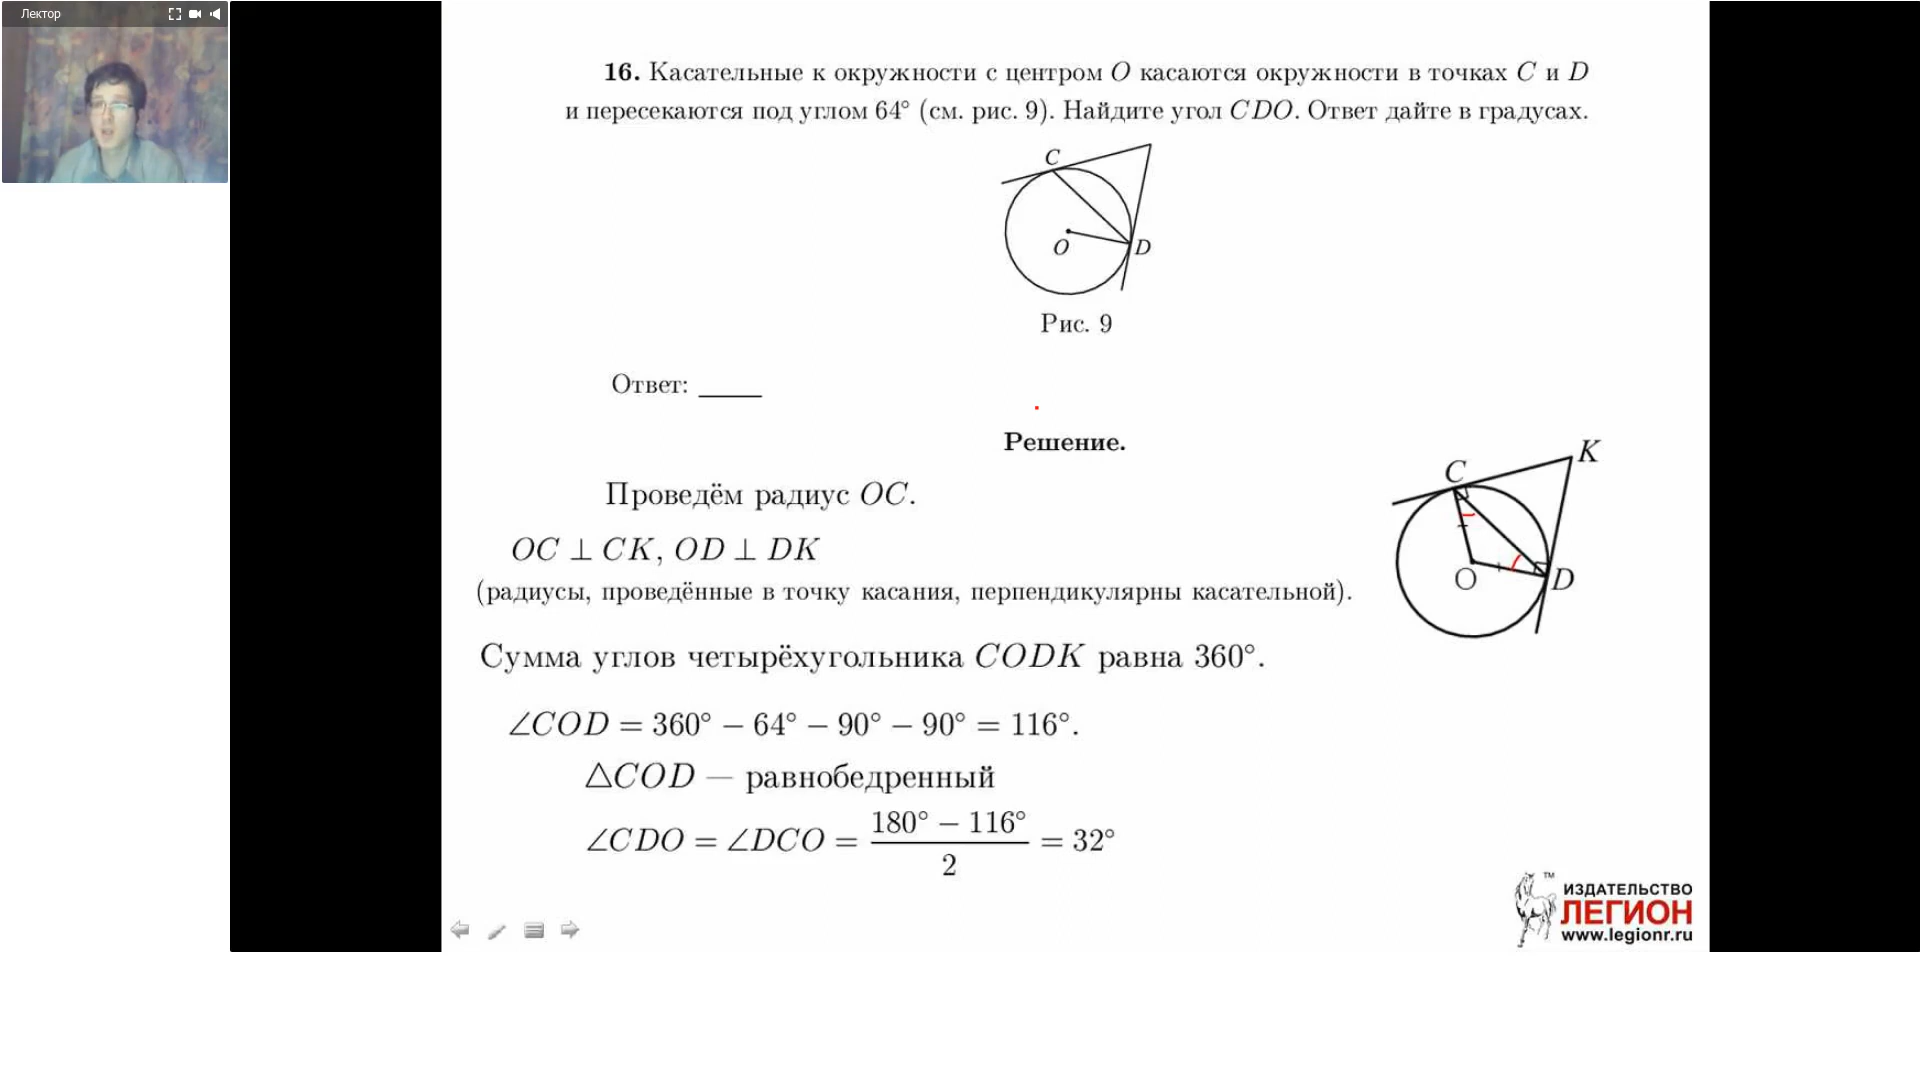 Лектор
16. Касательные к окружности с центром O касаются окружности в точках C и D
и пересекаются под углом 64° (см. рис. 9). Найдите угол CDO. Ответ дайте в градусах.
C
O
D
Рис. 9
Ответ:
Решение.
Проведём радиус OC.
OC ⊥ CK, OD ⊥ DK
(радиусы, проведённые в точку касания, перпендикулярны касательной).
K
C
O
D
Сумма углов четырёхугольника CODK равна 360°.
∠COD = 360° − 64° − 90° − 90° = 116°.
△COD — равнобедренный
∠CDO = ∠DCO = (180° − 116°)/2 = 32°
TM
ИЗДАТЕЛЬСТВО
ЛЕГИОН
www.legionr.ru